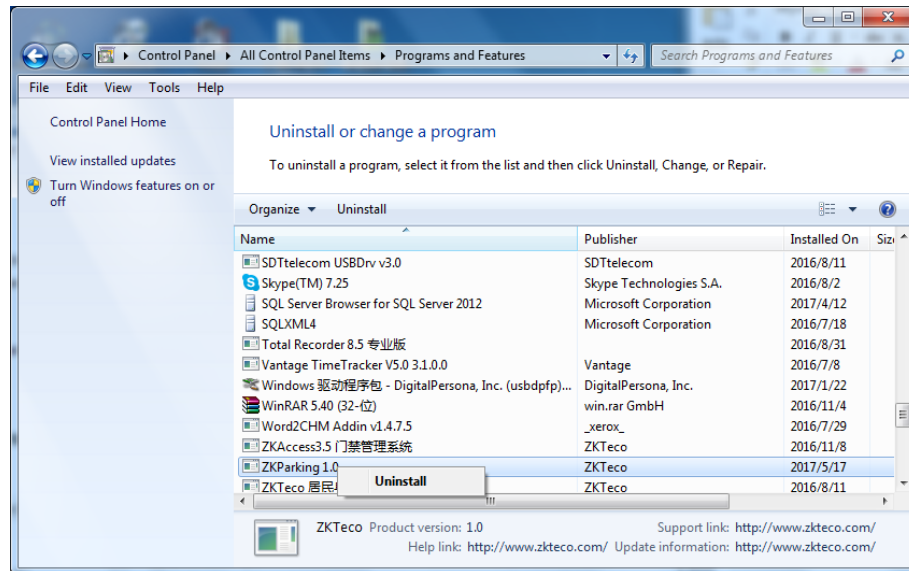 Control Panel ▸ All Control Panel Items ▸ Programs and Features
Search Programs and Features
File Edit View Tools Help
Control Panel Home
View installed updates
Turn Windows features on or
off
Uninstall or change a program
To uninstall a program, select it from the list and then click Uninstall, Change, or Repair.
Organize Uninstall
Name Publisher Installed On
SDTtelecom USBDrv v3.0 SDTtelecom 2016/8/11
Skype(TM) 7.25 Skype Technologies S.A. 2016/8/2
SQL Server Browser for SQL Server 2012 Microsoft Corporation 2017/4/12
SQLXML4 Microsoft Corporation 2016/7/18
Total Recorder 8.5 专业版 2016/8/31
Vantage TimeTracker V5.0 3.1.0.0 Vantage 2016/7/8
Windows 驱动程序包 - DigitalPersona, Inc. (usbdpfp)... DigitalPersona, Inc. 2017/1/22
WinRAR 5.40 (32-位) win.rar GmbH 2016/11/4
Word2CHM Addin v1.4.7.5 _xerox_ 2016/7/29
ZKAccess3.5 门禁管理系统 ZKTeco 2016/11/8
ZKParking 1.0 ZKTeco 2017/5/17
Uninstall
ZKTeco 居民 ZKTeco 2016/8/11
ZKTeco Product version: 1.0 Support link: http://www.zkteco.com/
Help link: http://www.zkteco.com/ Update information: http://www.zkteco.com/